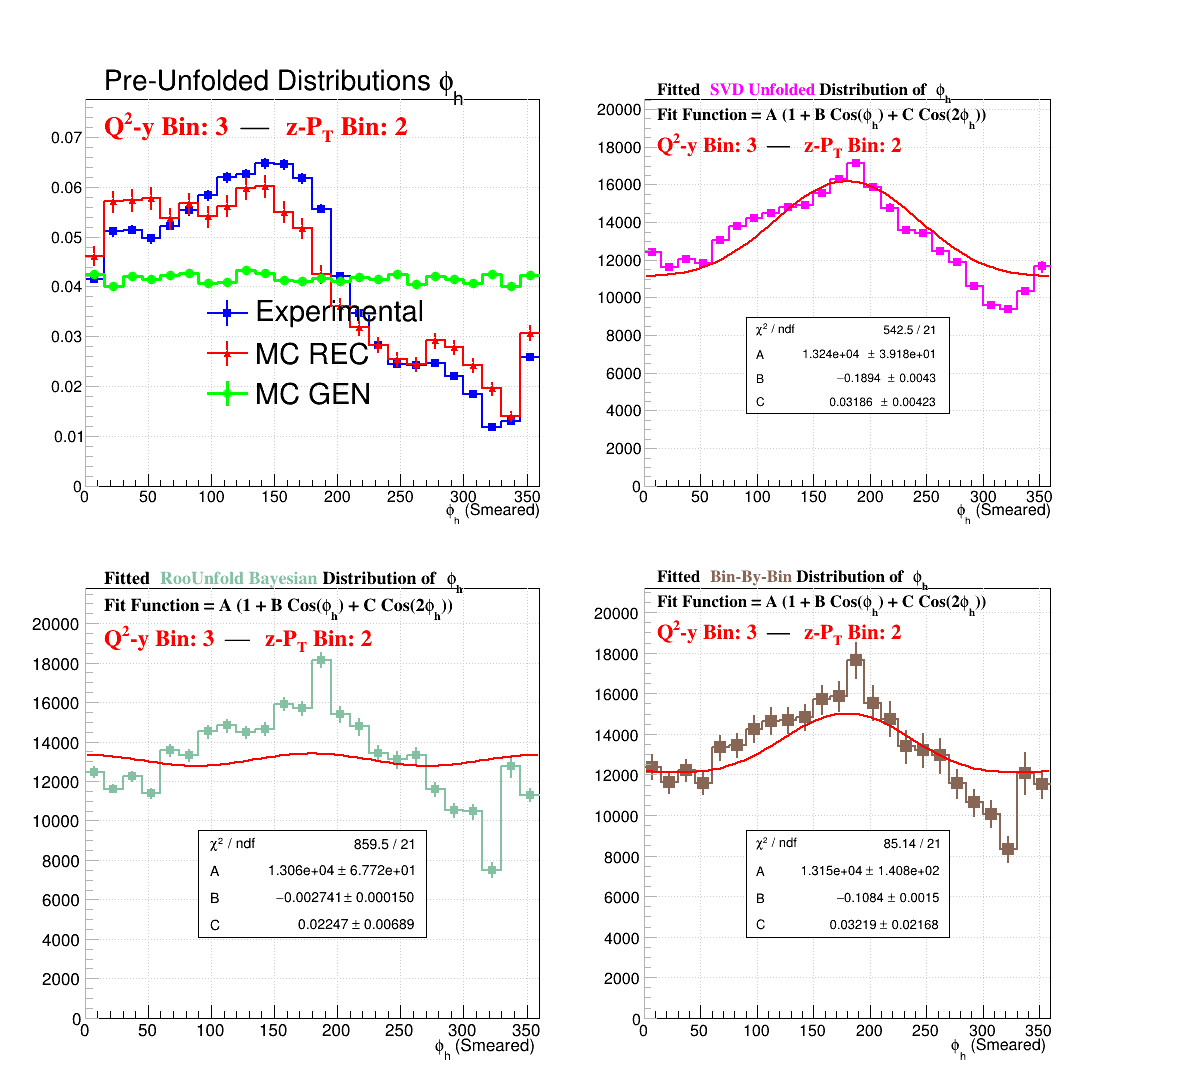 Pre-Unfolded Distributions ϕh
Q2-y Bin: 3 — z-PT Bin: 2
0.07
0.06
0.05
0.04
0.03
0.02
0.01
0
Experimental
MC REC
MC GEN
0 50 100 150 200 250 300 350
ϕh (Smeared)
Fitted SVD Unfolded Distribution of ϕh
Fit Function = A (1 + B Cos(ϕh) + C Cos(2ϕh))
Q2-y Bin: 3 — z-PT Bin: 2
20000
18000
16000
14000
12000
10000
8000
6000
4000
2000
0
χ2 / ndf 542.5 / 21
A 1.324e+04 ± 3.918e+01
B −0.1894 ± 0.0043
C 0.03186 ± 0.00423
0 50 100 150 200 250 300 350
ϕh (Smeared)
Fitted RooUnfold Bayesian Distribution of ϕh
Fit Function = A (1 + B Cos(ϕh) + C Cos(2ϕh))
Q2-y Bin: 3 — z-PT Bin: 2
20000
18000
16000
14000
12000
10000
8000
6000
4000
2000
0
χ2 / ndf 859.5 / 21
A 1.306e+04 ± 6.772e+01
B −0.002741 ± 0.000150
C 0.02247 ± 0.00689
0 50 100 150 200 250 300 350
ϕh (Smeared)
Fitted Bin-By-Bin Distribution of ϕh
Fit Function = A (1 + B Cos(ϕh) + C Cos(2ϕh))
Q2-y Bin: 3 — z-PT Bin: 2
20000
18000
16000
14000
12000
10000
8000
6000
4000
2000
0
χ2 / ndf 85.14 / 21
A 1.315e+04 ± 1.408e+02
B −0.1084 ± 0.0015
C 0.03219 ± 0.02168
0 50 100 150 200 250 300 350
ϕh (Smeared)